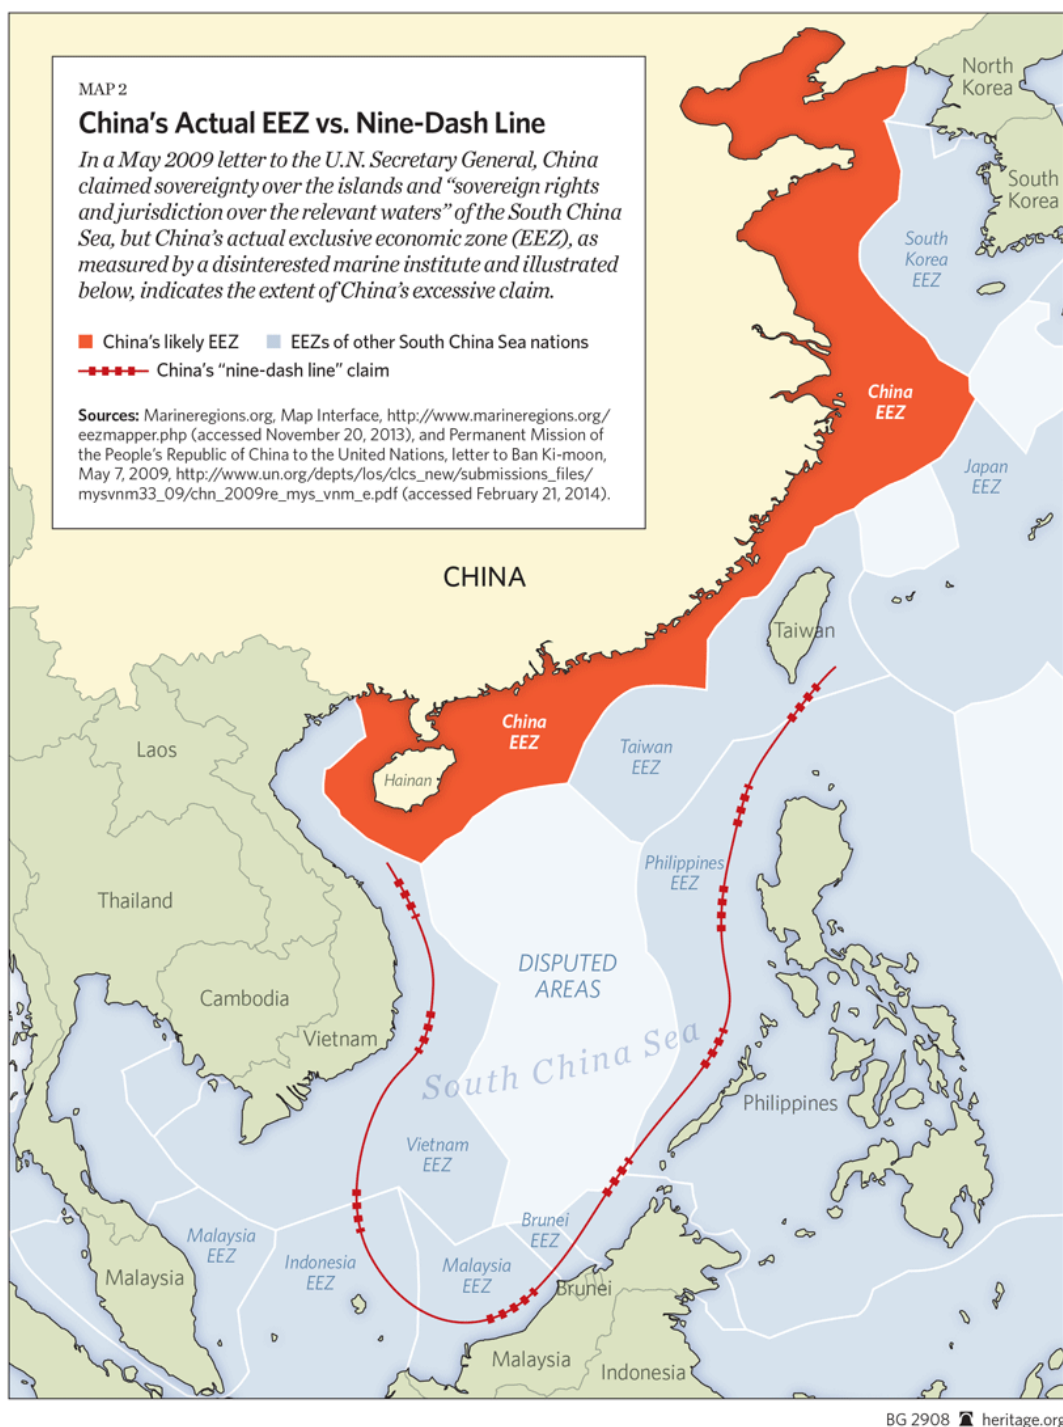 MAP 2
China's Actual EEZ vs. Nine-Dash Line
In a May 2009 letter to the U.N. Secretary General, China
claimed sovereignty over the islands and “sovereign rights
and jurisdiction over the relevant waters” of the South China
Sea, but China's actual exclusive economic zone (EEZ), as
measured by a disinterested marine institute and illustrated
below, indicates the extent of China's excessive claim.
China's likely EEZ
EEZs of other South China Sea nations
China's “nine-dash line” claim
Sources: Marineregions.org, Map Interface, http://www.marineregions.org/
eezmapper.php (accessed November 20, 2013), and Permanent Mission of
the People's Republic of China to the United Nations, letter to Ban Ki-moon,
May 7, 2009, http://www.un.org/depts/los/clcs_new/submissions_files/
mysvnm33_09/chn_2009re_mys_vnm_e.pdf (accessed February 21, 2014).
North
Korea
South
Korea
South
Korea
EEZ
China
EEZ
Japan
EEZ
CHINA
Taiwan
China
EEZ
Taiwan
EEZ
Laos
Hainan
Philippines
EEZ
Thailand
DISPUTED
AREAS
Cambodia
Vietnam
South China Sea
Philippines
Vietnam
EEZ
Malaysia
EEZ
Indonesia
EEZ
Malaysia
EEZ
Brunei
EEZ
Malaysia
Brunei
Malaysia
Indonesia
BG 2908 heritage.org